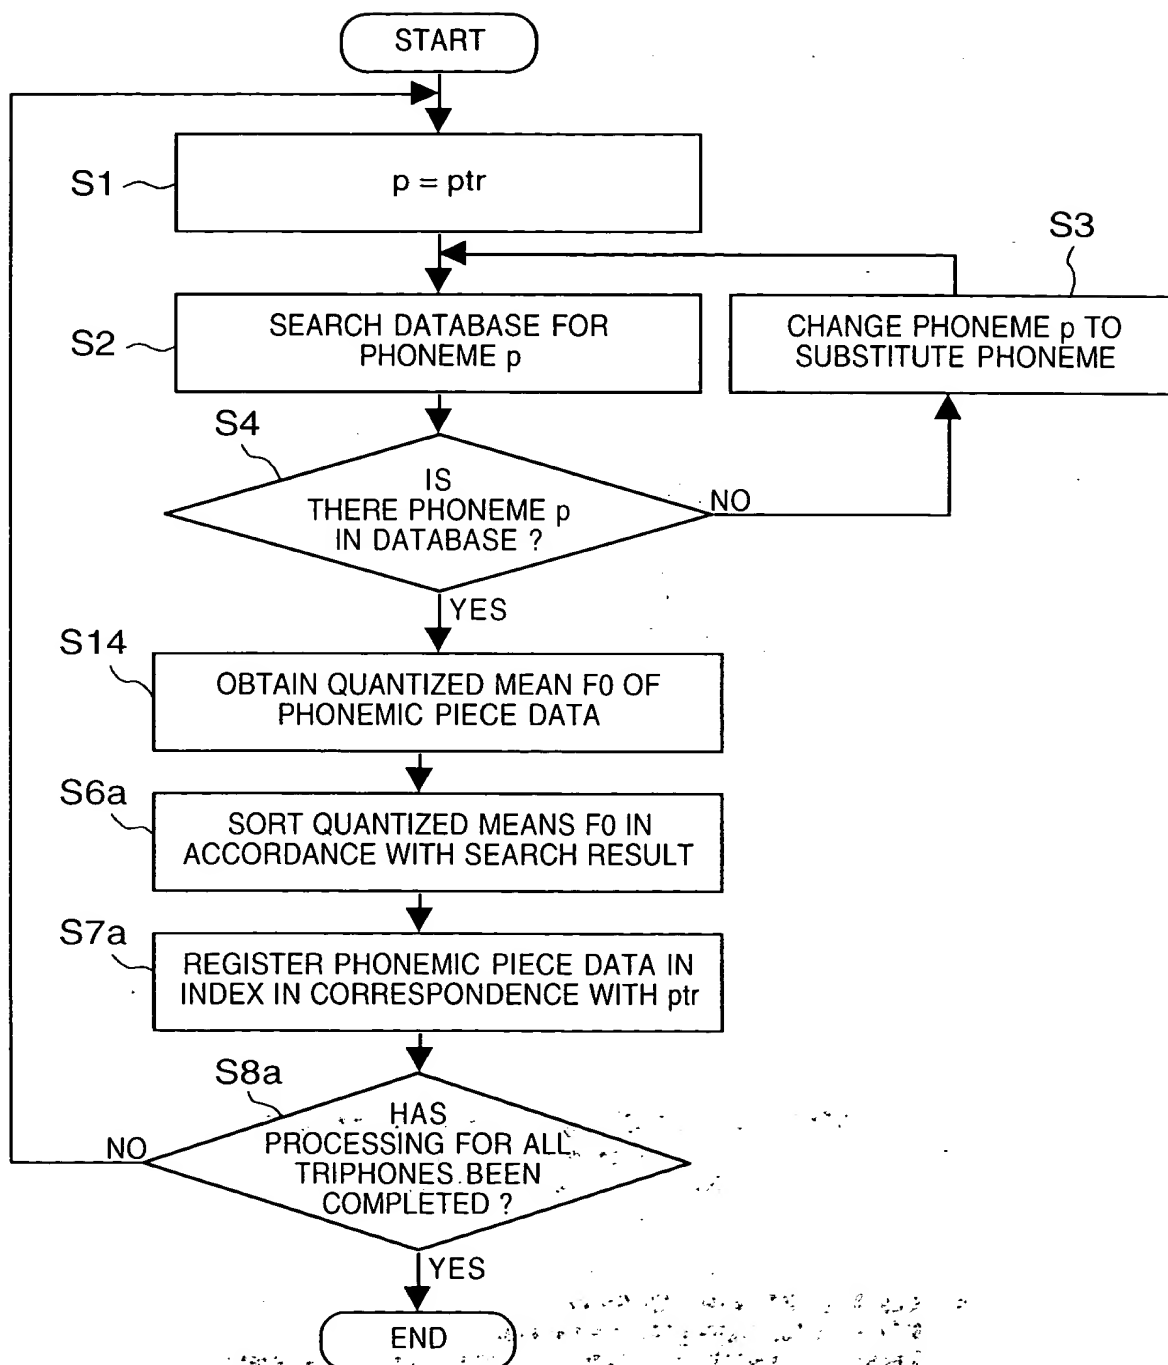 START
S1
p = ptr
S3
S2
SEARCH DATABASE FOR
PHONEME p
CHANGE PHONEME p TO
SUBSTITUTE PHONEME
S4
IS
THERE PHONEME p
IN DATABASE ?
NO
YES
S14
OBTAIN QUANTIZED MEAN F0 OF
PHONEMIC PIECE DATA
S6a
SORT QUANTIZED MEANS F0 IN
ACCORDANCE WITH SEARCH RESULT
S7a
REGISTER PHONEMIC PIECE DATA IN
INDEX IN CORRESPONDENCE WITH ptr
S8a
HAS
PROCESSING FOR ALL
TRIPHONES BEEN
COMPLETED ?
NO
YES
END